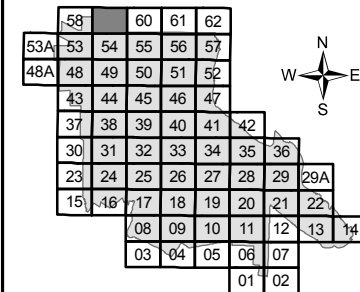 58 60 61 62
53A 53 54 55 56 57
N
48A 48 49 50 51 52
W E
43 44 45 46 47
S
37 38 39 40 41 42
30 31 32 33 34 35 36
23 24 25 26 27 28 29 29A
15 16 17 18 19 20 21 22
08 09 10 11 12 13 14
03 04 05 06 07
01 02